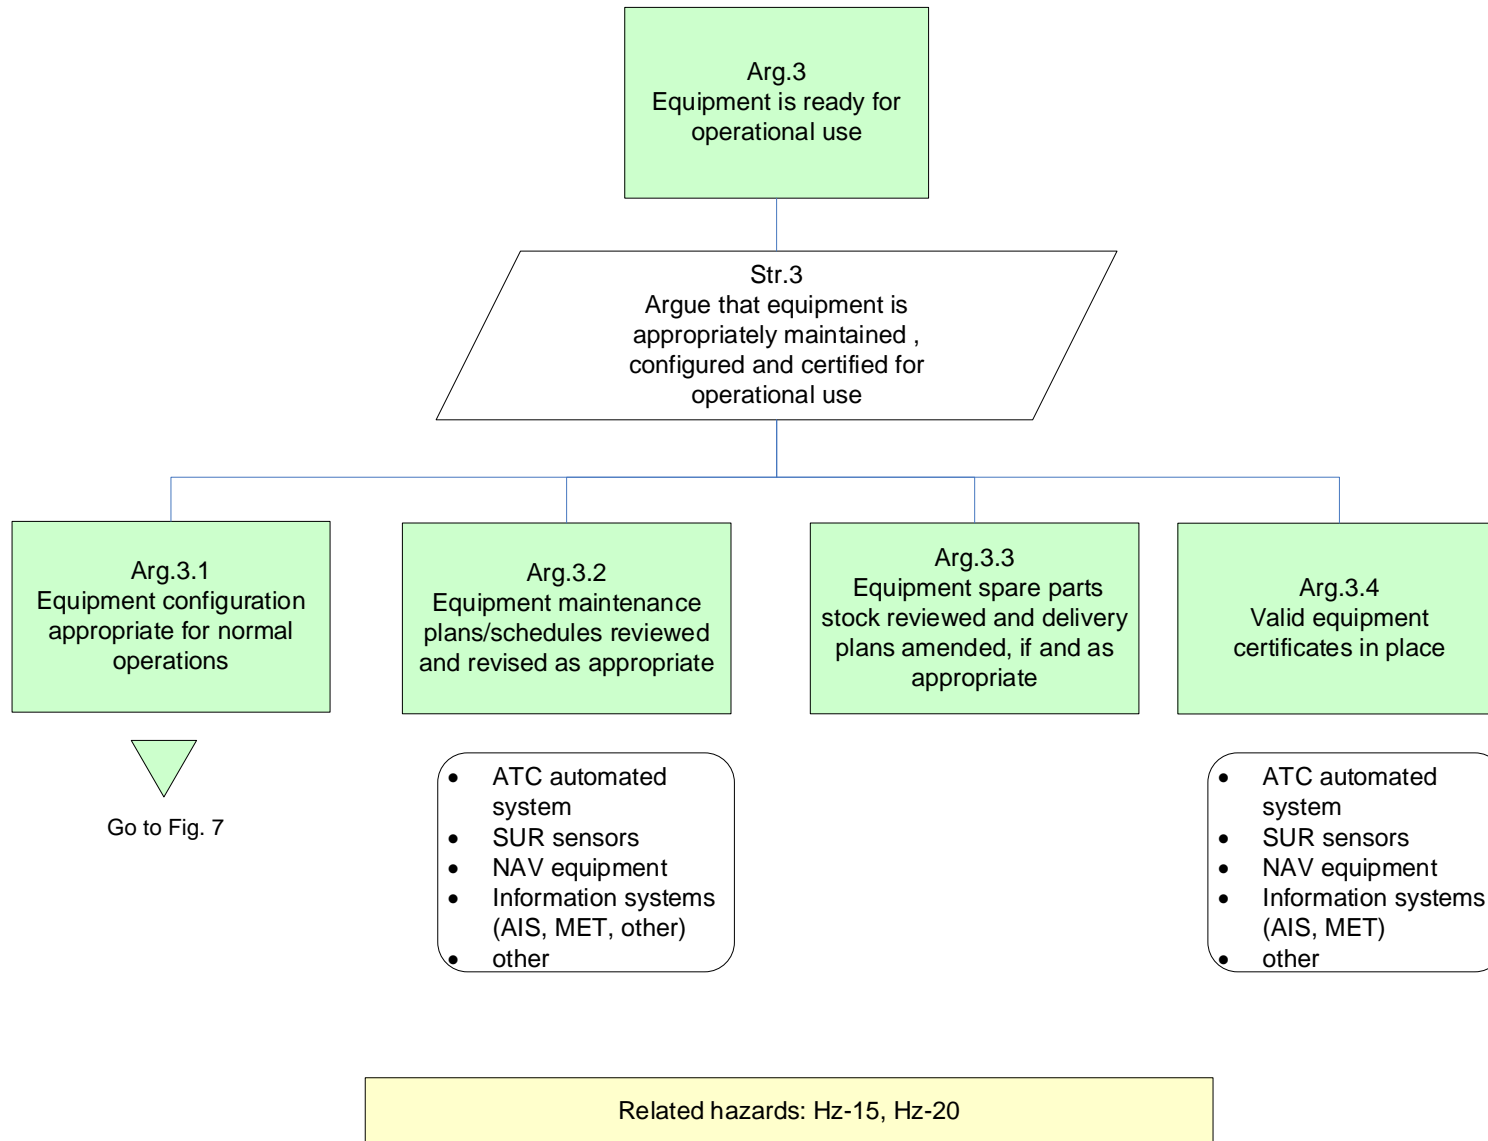 Arg.3
Equipment is ready for
operational use
Str.3
Argue that equipment is
appropriately maintained ,
configured and certified for
operational use
Arg.3.1
Equipment configuration
appropriate for normal
operations
Go to Fig. 7
Arg.3.2
Equipment maintenance
plans/schedules reviewed
and revised as appropriate
• ATC automated
system
• SUR sensors
• NAV equipment
• Information systems
(AIS, MET, other)
• other
Arg.3.3
Equipment spare parts
stock reviewed and delivery
plans amended, if and as
appropriate
Arg.3.4
Valid equipment
certificates in place
• ATC automated
system
• SUR sensors
• NAV equipment
• Information systems
(AIS, MET)
• other
Related hazards: Hz-15, Hz-20